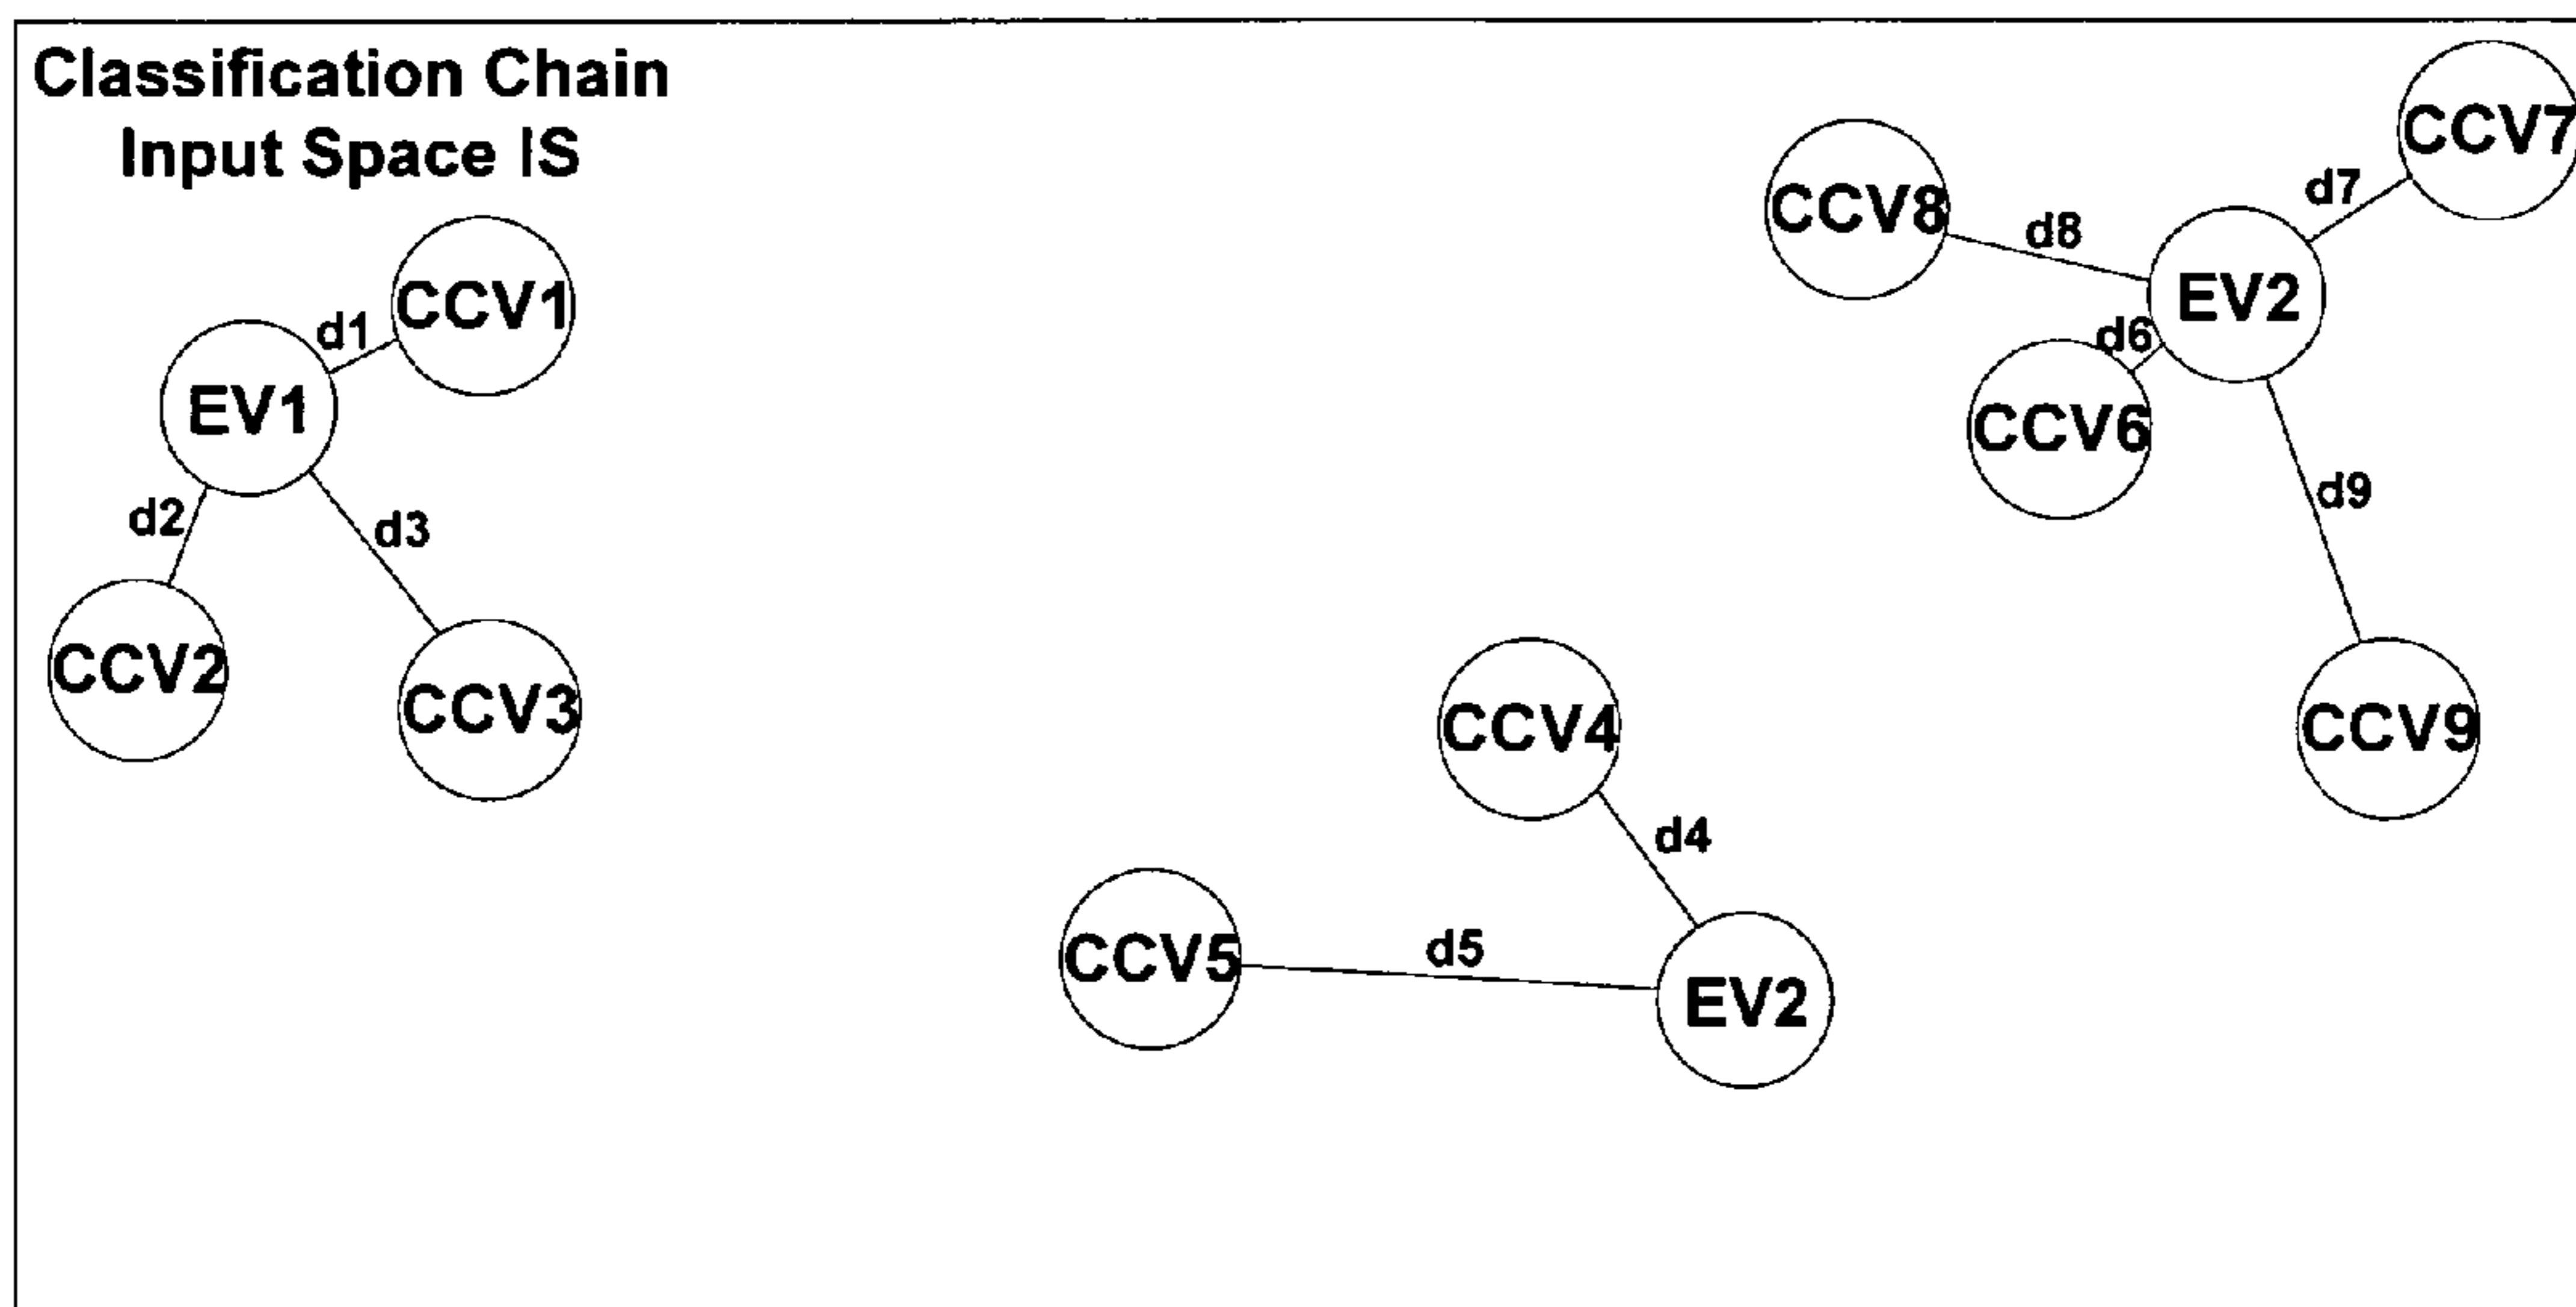 Classification Chain
Input Space IS
CCV1
d1
EV1
d2
d3
CCV2
CCV3
CCV7
CCV8
d7
d8
EV2
d6
CCV6
d9
CCV9
CCV4
d4
CCV5
d5
EV2